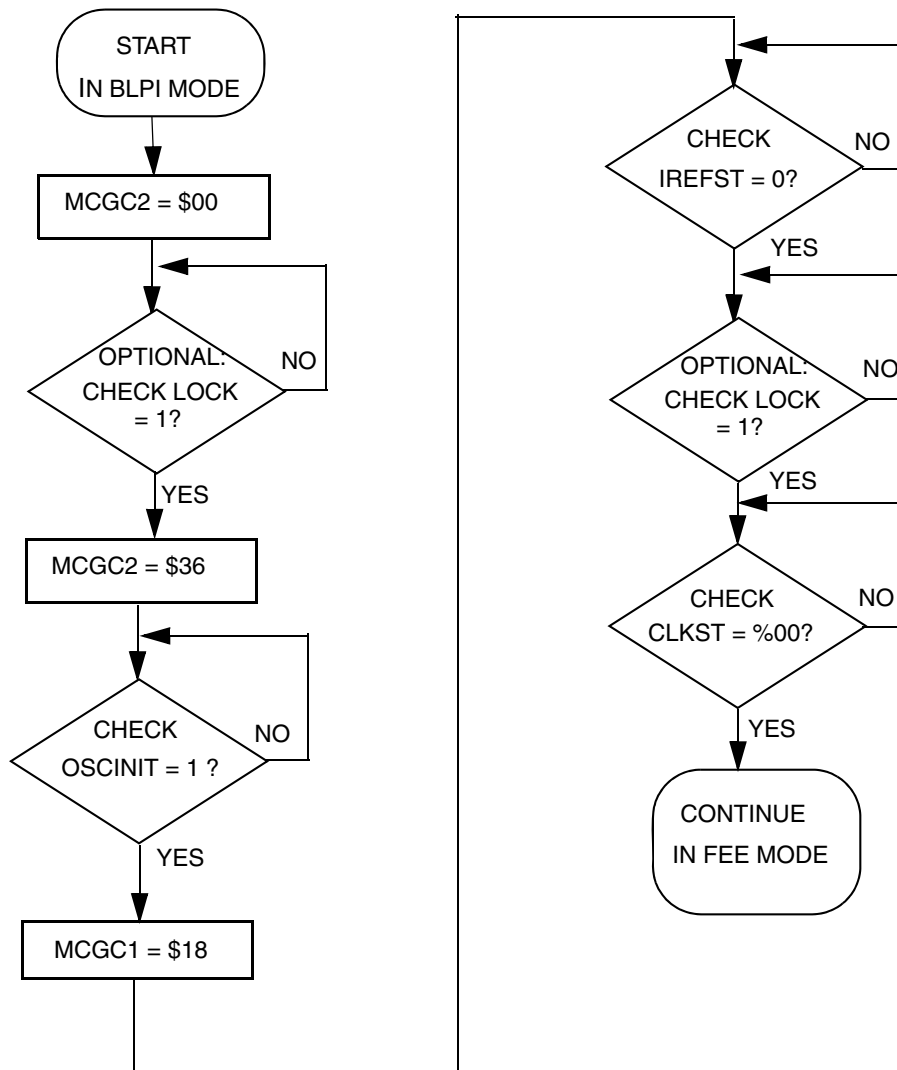 START
IN BLPI MODE
MCGC2 = $00
OPTIONAL:
CHECK LOCK
= 1?
NO
YES
MCGC2 = $36
CHECK
OSCINIT = 1 ?
NO
YES
MCGC1 = $18
CHECK
IREFST = 0?
NO
YES
OPTIONAL:
CHECK LOCK
= 1?
NO
YES
CHECK
CLKST = %00?
NO
YES
CONTINUE
IN FEE MODE